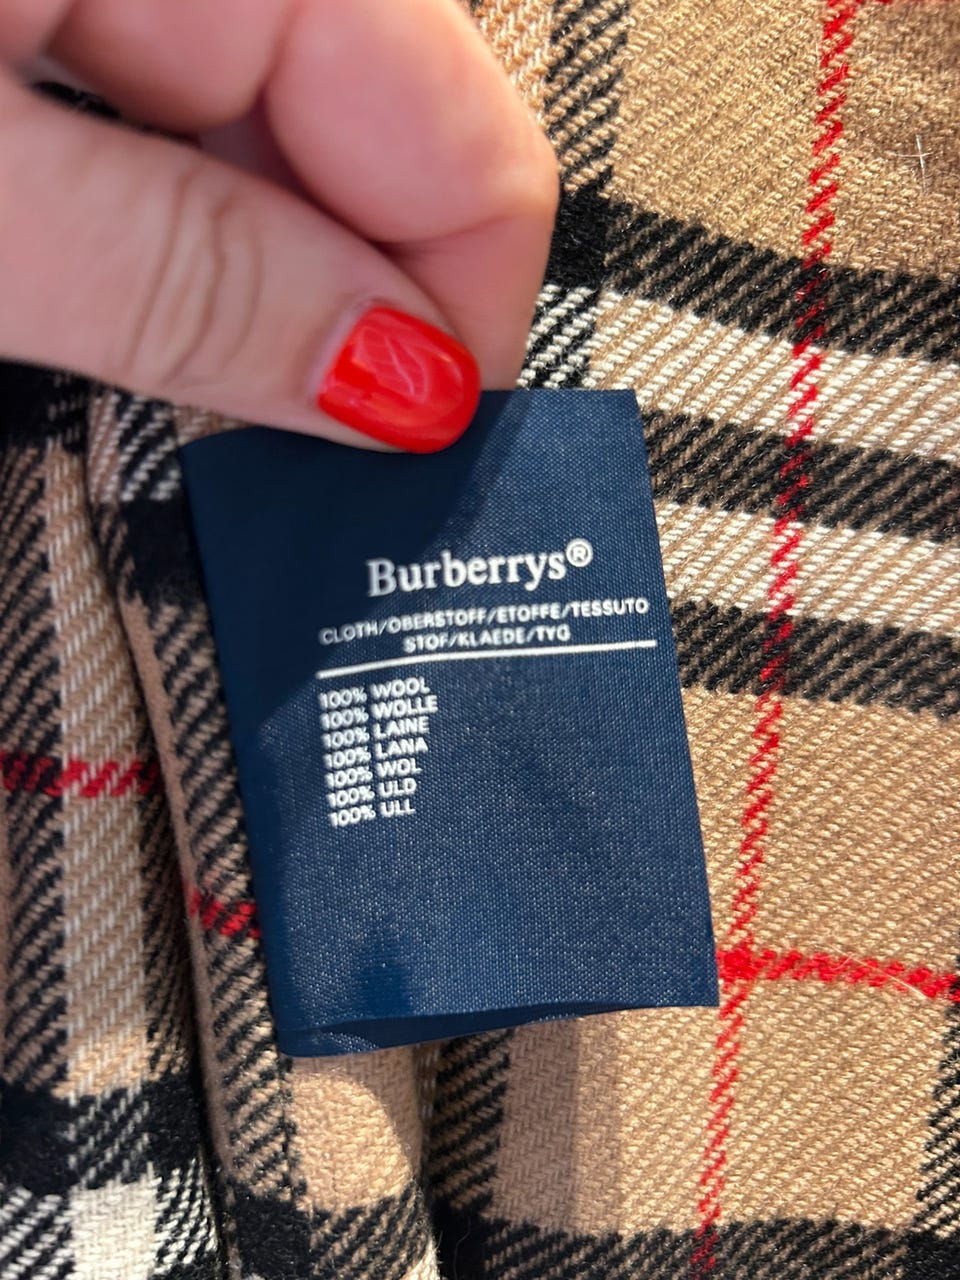 Burberrys®
CLOTH/OBERSTOFF/ETOFFE/TESSUTO
STOF/KLAEDE/TYG
100% WOOL
100% WOLLE
100% LAINE
100% LANA
100% WOL
100% ULD
100% ULL